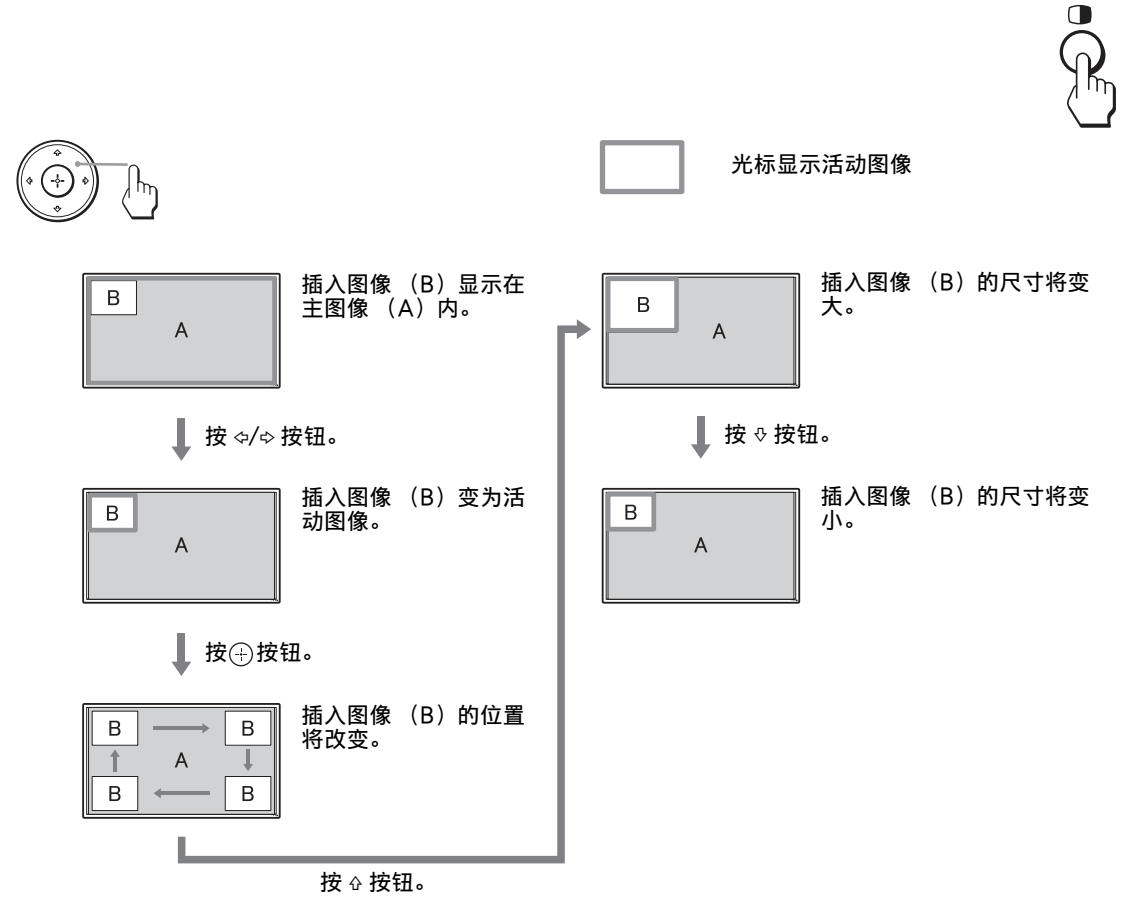 光标显示活动图像
B
A
插入图像 （B）显示在
主图像 （A）内。
按 ⇦/⇨ 按钮。
B
A
插入图像 （B）变为活
动图像。
按 按钮。
B
B
A
B
B
插入图像 （B）的位置
将改变。
按 ⇧ 按钮。
B
A
插入图像 （B）的尺寸将变
大。
按 ⇩ 按钮。
B
A
插入图像 （B）的尺寸将变
小。